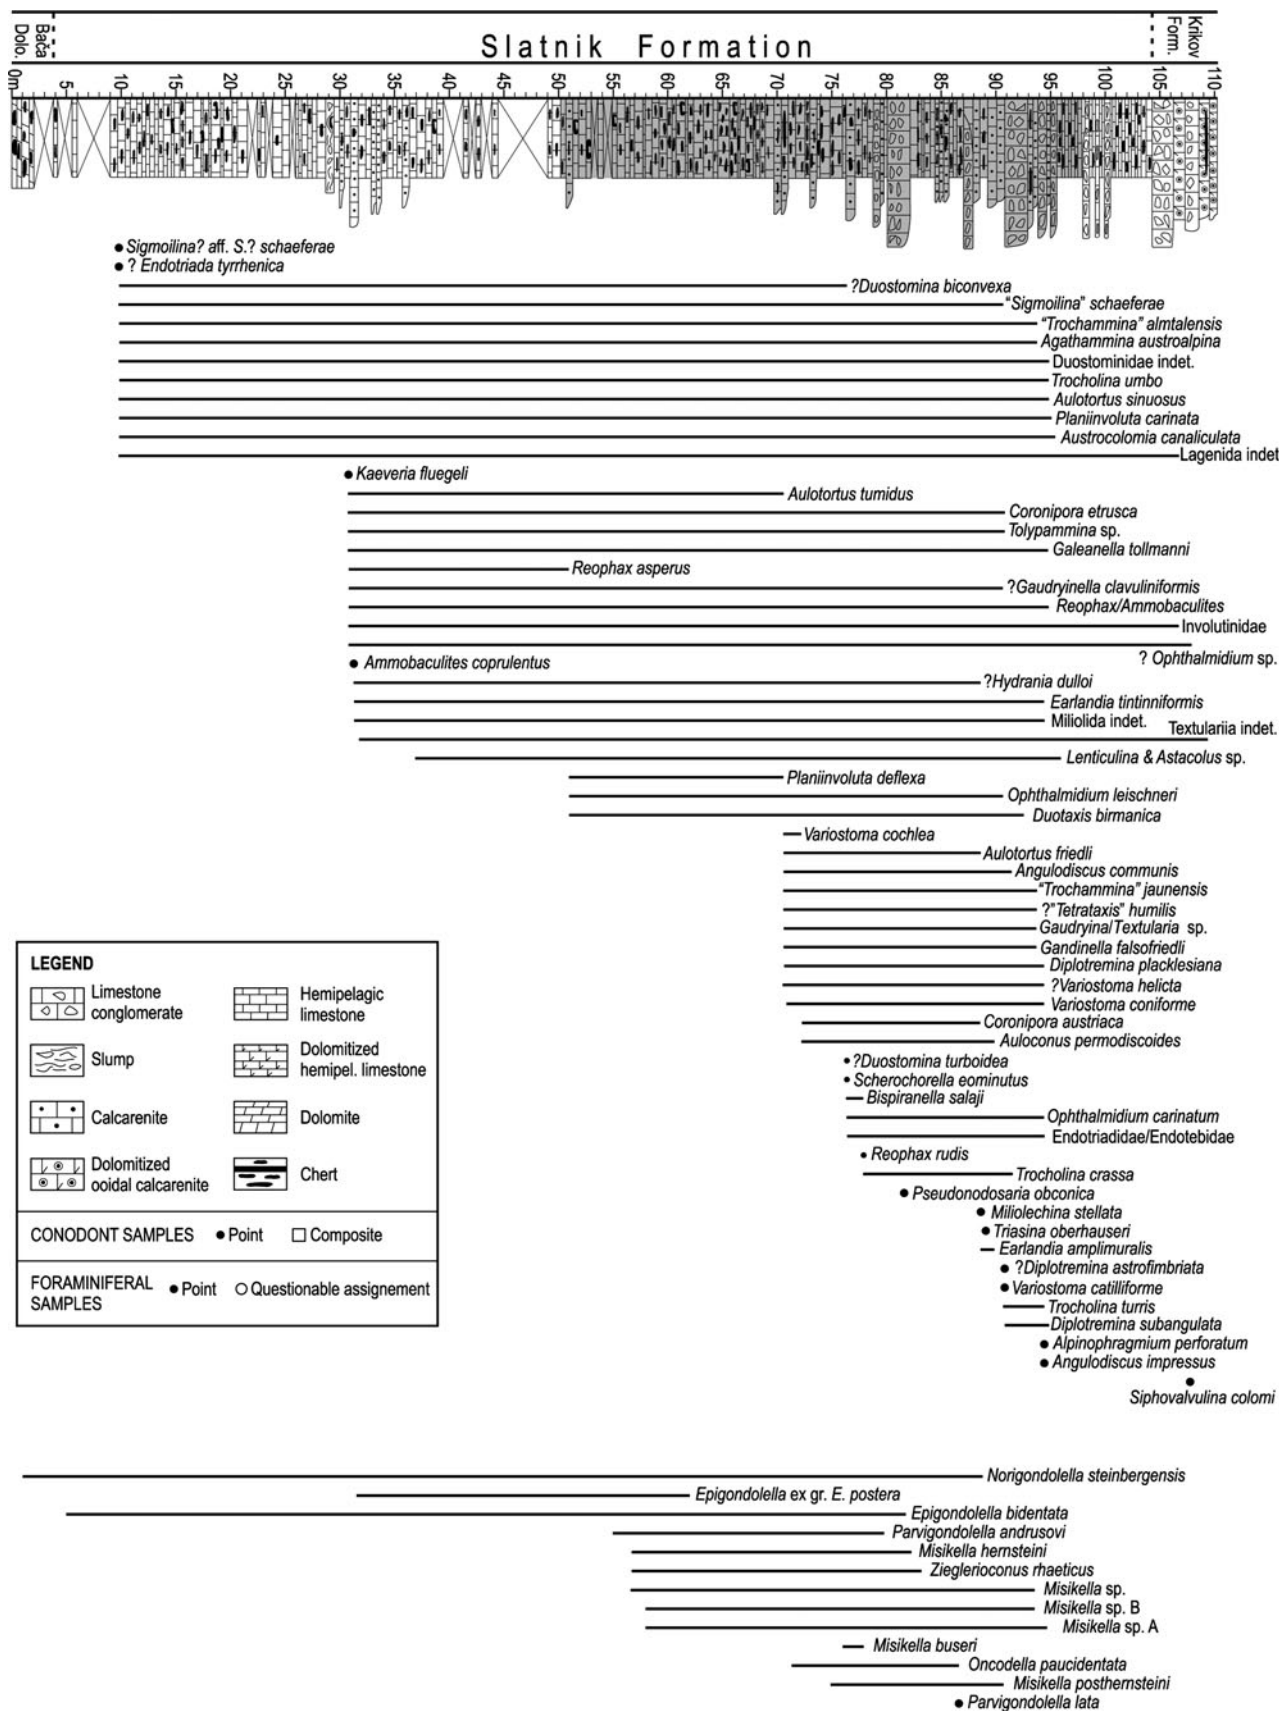 Bača
Dolo.
Slatnik Formation
Krikov
Form.
0m 5 10 15 20 25 30 35 40 45 50 55 60 65 70 75 80 85 90 95 100 105 110
Sigmoilina? aff. S.? schaeferae
? Endotriada tyrrhenica
?Duostomina biconvexa
"Sigmoilina" schaeferae
"Trochammina" almtalensis
Agathammina austroalpina
Duostominidae indet.
Trocholina umbo
Aulotortus sinuosus
Planiinvoluta carinata
Austrocolomia canaliculata
Lagenida indet
Kaeveria fluegeli
Aulotortus tumidus
Coronipora etrusca
Tolypammina sp.
Galeanella tollmanni
Reophax asperus
?Gaudryinella clavuliniformis
Reophax/Ammobaculites
Involutinidae
? Ophthalmidium sp.
Ammobaculites coprulentus
?Hydrania dulloi
Earlandia tintinniformis
Miliolida indet.
Textulariia indet.
Lenticulina & Astacolus sp.
Planiinvoluta deflexa
Ophthalmidium leischneri
Duotaxis birmanica
Variostoma cochlea
Aulotortus friedli
Angulodiscus communis
"Trochammina" jaunensis
?"Tetrataxis" humilis
Gaudryina/Textularia sp.
Gandinella falsofriedli
Diplotremina placklesiana
?Variostoma helicta
Variostoma coniforme
Coronipora austriaca
Auloconus permodiscoides
?Duostomina turboidea
Scherochorella eominutus
Bispiranella salaji
Ophthalmidium carinatum
Endotriadidae/Endotebidae
Reophax rudis
Trocholina crassa
Pseudonodosaria obconica
Miliolechina stellata
Triasina oberhauseri
Earlandia amplimuralis
?Diplotremina astrofimbriata
Variostoma catilliforme
Trocholina turris
Diplotremina subangulata
Alpinophragmium perforatum
Angulodiscus impressus
Siphovalvulina colomi
LEGEND
Limestone
conglomerate
Hemipelagic
limestone
Slump
Dolomitized
hemipel. limestone
Calcarenite
Dolomite
Dolomitized
ooidal calcarenite
Chert
CONODONT SAMPLES Point Composite
FORAMINIFERAL
SAMPLES
Point Questionable assignement
Norigondolella steinbergensis
Epigondolella ex gr. E. postera
Epigondolella bidentata
Parvigondolella andrusovi
Misikella hernsteini
Zieglerioconus rhaeticus
Misikella sp.
Misikella sp. B
Misikella sp. A
Misikella buseri
Oncodella paucidentata
Misikella posthernsteini
Parvigondolella lata